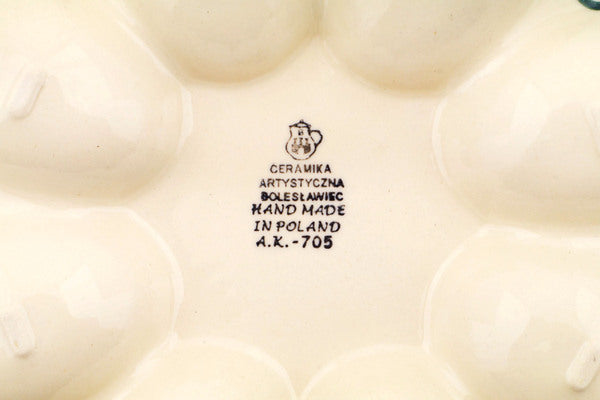 CERAMIKA
ARTYSTYCZNA
BOLESŁAWIEC
HAND MADE
IN POLAND
A.K.-705